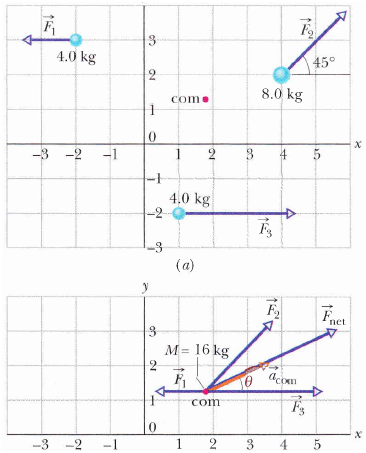 F₁
F₂
3
4.0 kg
45°
2
8.0 kg
com
1
0
x
–3 –2 –1 1 2 3 4 5
–1
4.0 kg
–2
F₃
–3
(a)
y
F₂
Fnet
3
M = 16 kg
2
F₁
acom
θ
1
com
F₃
0
x
–3 –2 –1 1 2 3 4 5